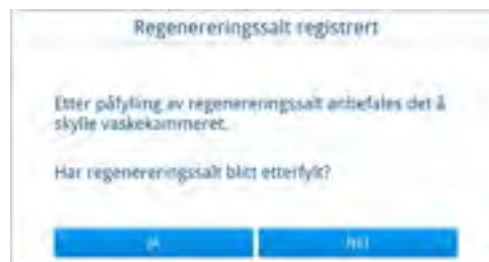 Regenereringssalt registrert
Etter påfylling av regenereringssalt anbefales det å
skylle vaskekammeret.
Har regenereringssalt blitt etterfylt?
JA
NEI